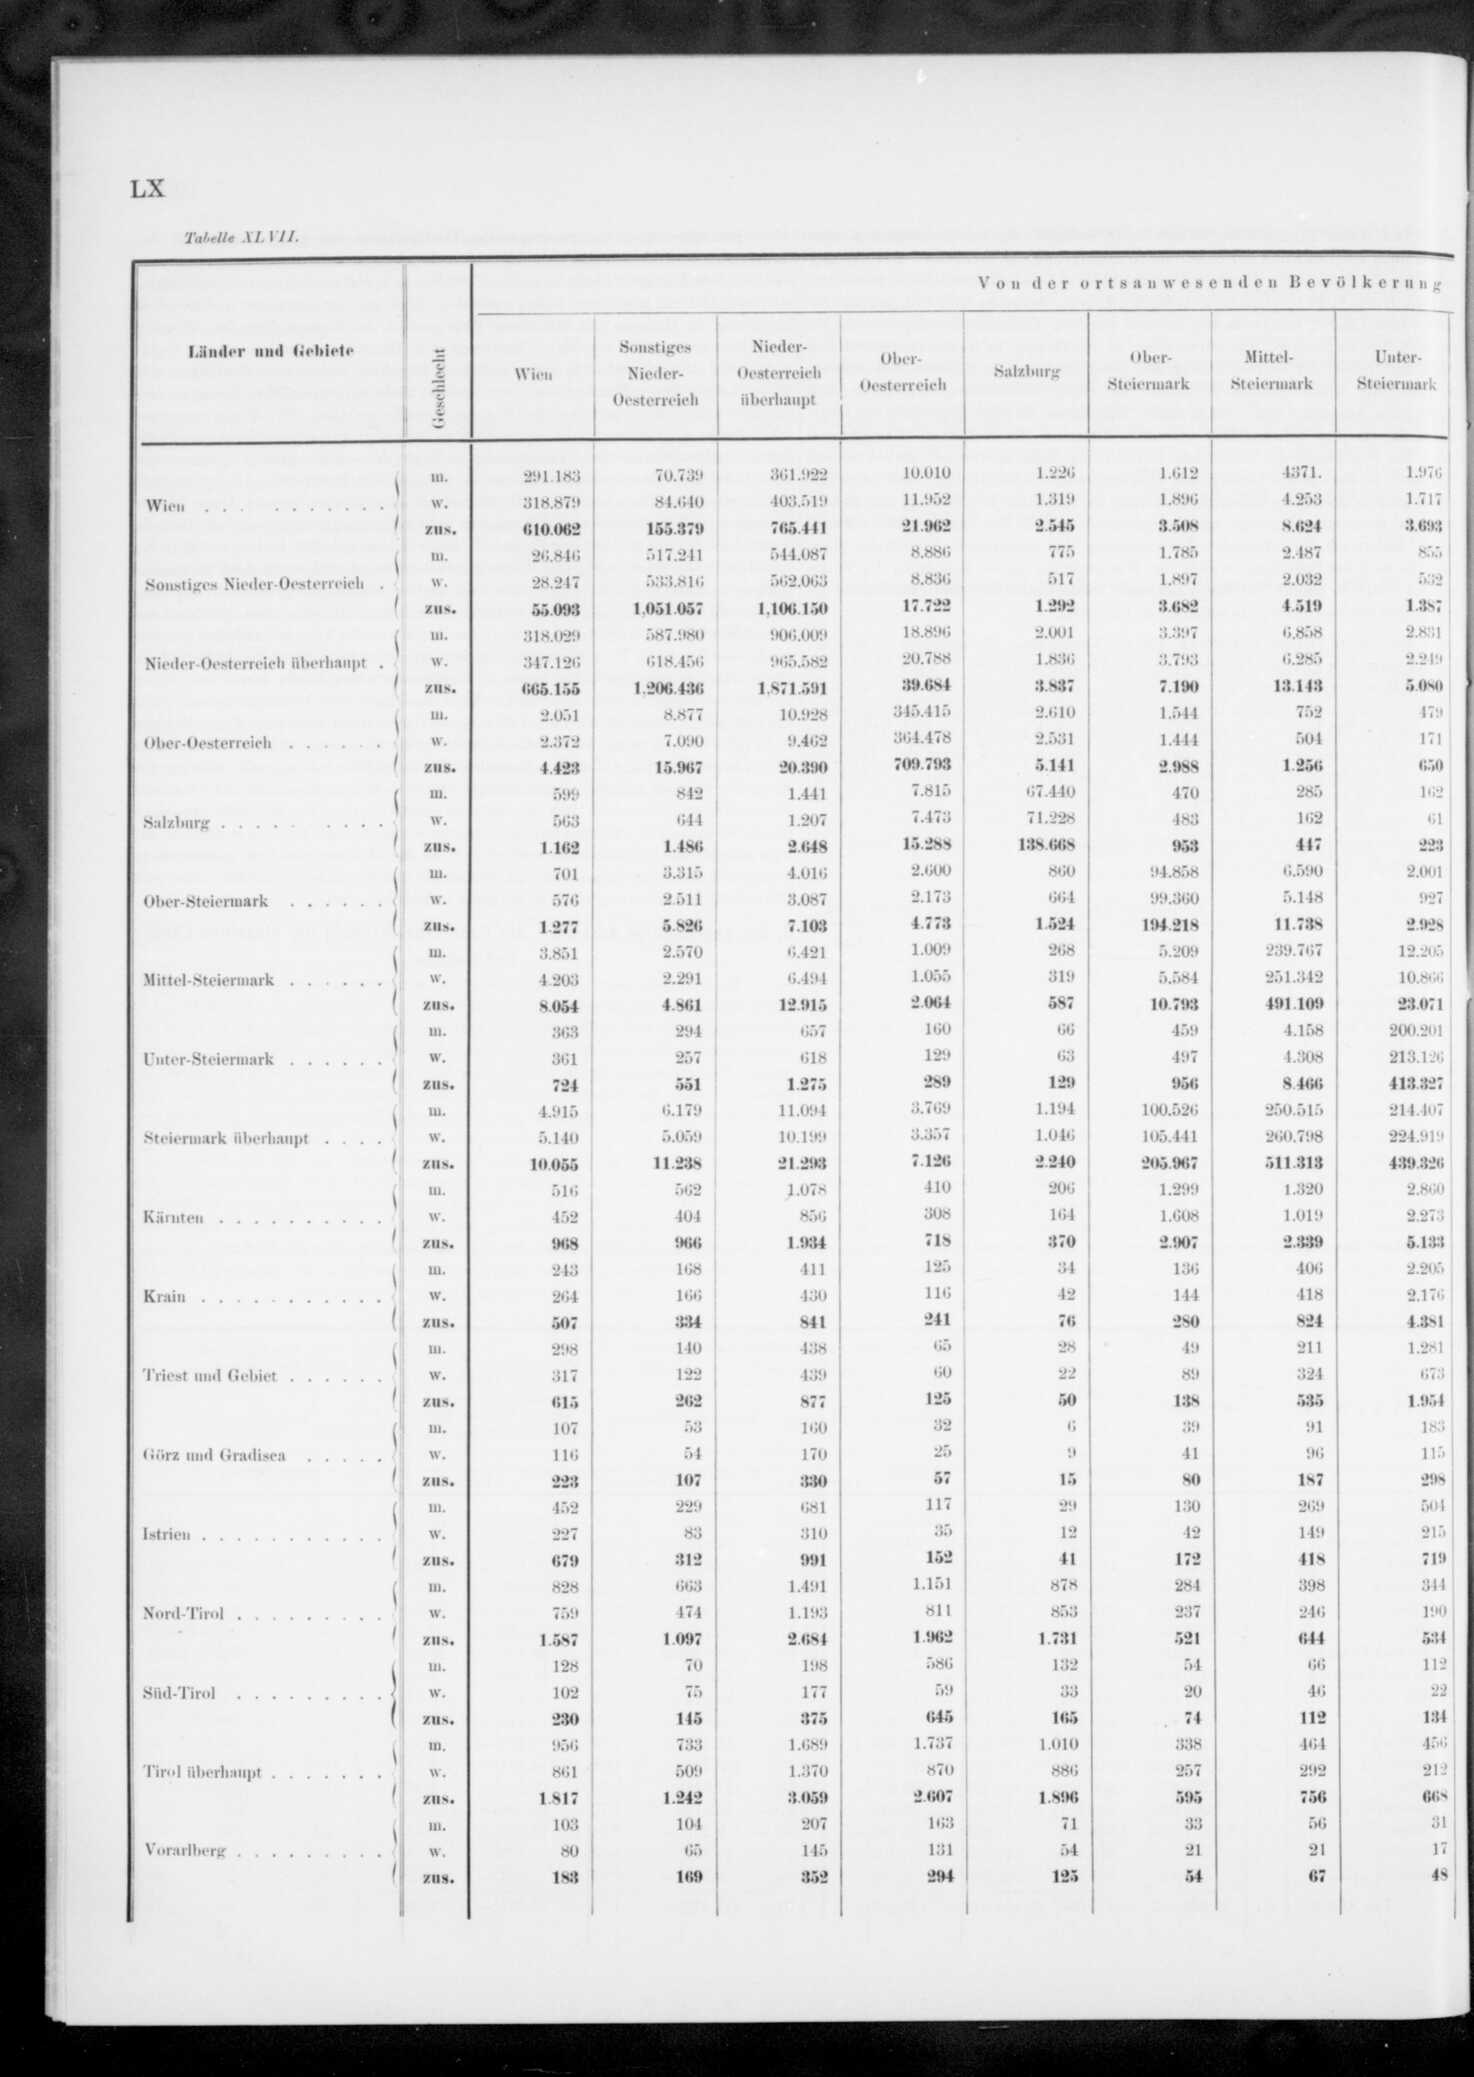 LX
Tabelle XLVII.
Von der ortsanwesenden Bevölkerung
Länder und Gebiete | Geschlecht | Wien | Sonstiges Nieder-Oesterreich | Nieder-Oesterreich überhaupt | Ober-Oesterreich | Salzburg | Ober-Steiermark | Mittel-Steiermark | Unter-Steiermark
m. 291.183 70.739 361.922 10.010 1.226 1.612 4371. 1.976
Wien . . . . . . . . . . . w. 318.879 84.640 403.519 11.952 1.319 1.896 4.253 1.717
zus. 610.062 155.379 765.441 21.962 2.545 3.508 8.624 3.693
m. 26.846 517.241 544.087 8.886 775 1.785 2.487 855
Sonstiges Nieder-Oesterreich . w. 28.247 533.816 562.063 8.836 517 1.897 2.032 532
zus. 55.093 1,051.057 1,106.150 17.722 1.292 3.682 4.519 1.387
m. 318.029 587.980 906.009 18.896 2.001 3.397 6.858 2.831
Nieder-Oesterreich überhaupt . w. 347.126 618.456 965.582 20.788 1.836 3.793 6.285 2.249
zus. 665.155 1,206.436 1,871.591 39.684 3.837 7.190 13.143 5.080
m. 2.051 8.877 10.928 345.415 2.610 1.544 752 479
Ober-Oesterreich . . . . . . w. 2.372 7.090 9.462 364.478 2.531 1.444 504 171
zus. 4.423 15.967 20.390 709.793 5.141 2.988 1.256 650
m. 599 842 1.441 7.815 67.440 470 285 162
Salzburg . . . . . . . . . w. 563 644 1.207 7.473 71.228 483 162 61
zus. 1.162 1.486 2.648 15.288 138.668 953 447 223
m. 701 3.315 4.016 2.600 860 94.858 6.590 2.001
Ober-Steiermark . . . . . . w. 576 2.511 3.087 2.173 664 99.360 5.148 927
zus. 1.277 5.826 7.103 4.773 1.524 194.218 11.738 2.928
m. 3.851 2.570 6.421 1.009 268 5.209 239.767 12.205
Mittel-Steiermark . . . . . . w. 4.203 2.291 6.494 1.055 319 5.584 251.342 10.866
zus. 8.054 4.861 12.915 2.064 587 10.793 491.109 23.071
m. 363 294 657 160 66 459 4.158 200.201
Unter-Steiermark . . . . . . w. 361 257 618 129 63 497 4.308 213.126
zus. 724 551 1.275 289 129 956 8.466 413.327
m. 4.915 6.179 11.094 3.769 1.194 100.526 250.515 214.407
Steiermark überhaupt . . . . w. 5.140 5.059 10.199 3.357 1.046 105.441 260.798 224.919
zus. 10.055 11.238 21.293 7.126 2.240 205.967 511.313 439.326
m. 516 562 1.078 410 206 1.299 1.320 2.860
Kärnten . . . . . . . . . . w. 452 404 856 308 164 1.608 1.019 2.273
zus. 968 966 1.934 718 370 2.907 2.339 5.133
m. 243 168 411 125 34 136 406 2.205
Krain . . . . . . . . . . . w. 264 166 430 116 42 144 418 2.176
zus. 507 334 841 241 76 280 824 4.381
m. 298 140 438 65 28 49 211 1.281
Triest und Gebiet . . . . . . w. 317 122 439 60 22 89 324 673
zus. 615 262 877 125 50 138 535 1.954
m. 107 53 160 32 6 39 91 183
Görz und Gradisca . . . . . w. 116 54 170 25 9 41 96 115
zus. 223 107 330 57 15 80 187 298
m. 452 229 681 117 29 130 269 504
Istrien . . . . . . . . . . . w. 227 83 310 35 12 42 149 215
zus. 679 312 991 152 41 172 418 719
m. 828 663 1.491 1.151 878 284 398 344
Nord-Tirol . . . . . . . . . w. 759 474 1.193 811 853 237 246 190
zus. 1.587 1.097 2.684 1.962 1.731 521 644 534
m. 128 70 198 586 132 54 66 112
Süd-Tirol . . . . . . . . . w. 102 75 177 59 33 20 46 22
zus. 230 145 375 645 165 74 112 134
m. 956 733 1.689 1.737 1.010 338 464 456
Tirol überhaupt . . . . . . . w. 861 509 1.370 870 886 257 292 212
zus. 1.817 1.242 3.059 2.607 1.896 595 756 668
m. 103 104 207 163 71 33 56 31
Vorarlberg . . . . . . . . . w. 80 65 145 131 54 21 21 17
zus. 183 169 352 294 125 54 67 48